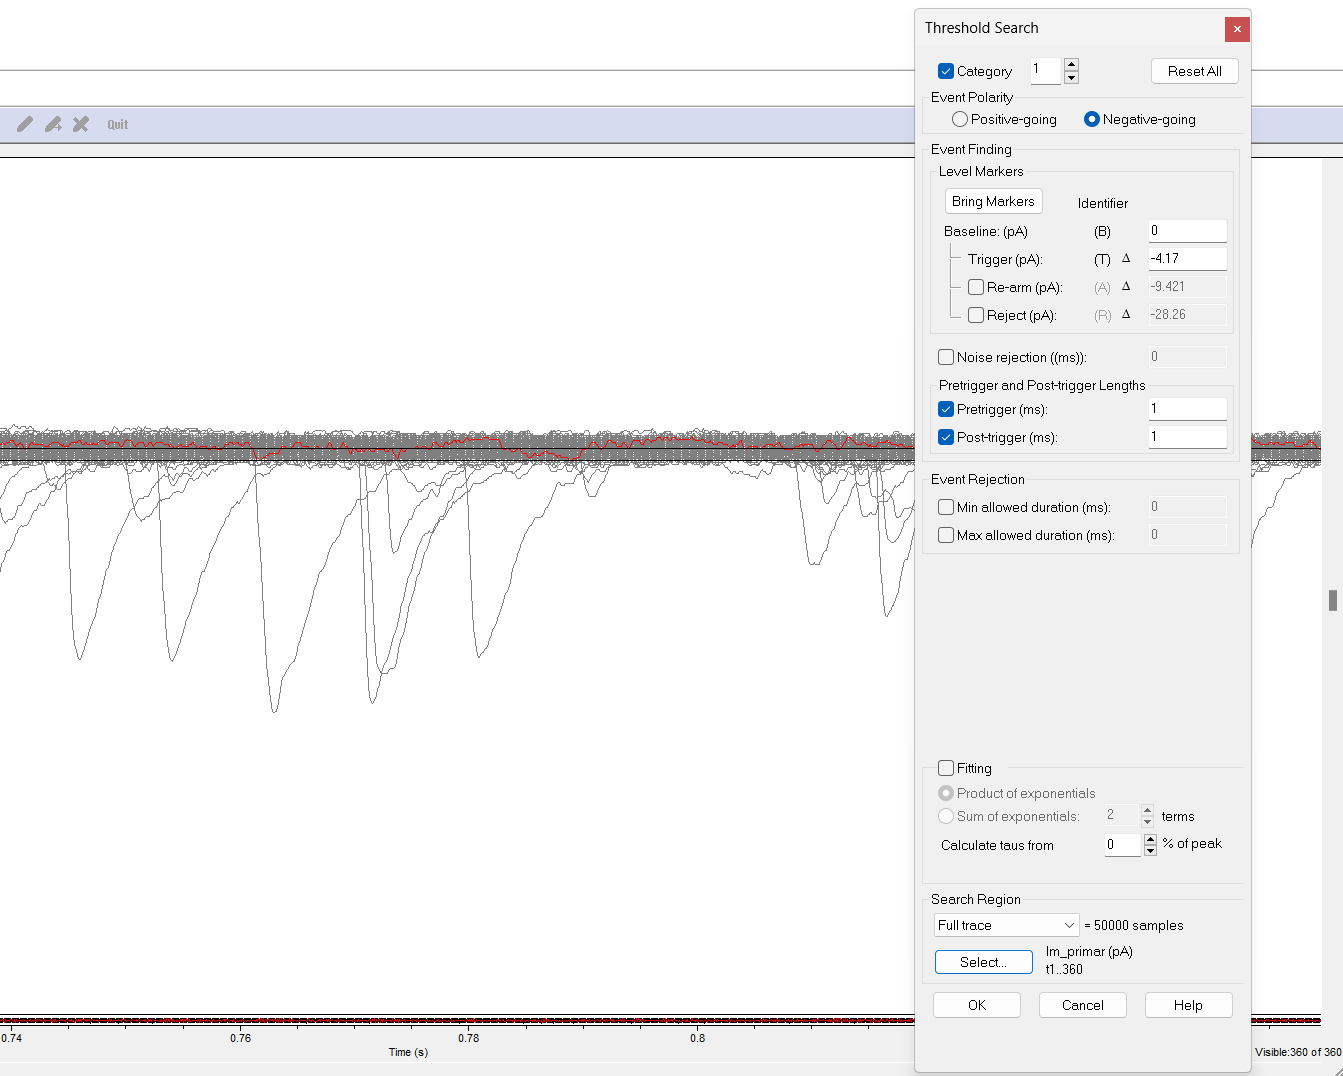 Threshold Search
Category 1 Reset All
Event Polarity
Quit
Positive-going Negative-going
Event Finding
Level Markers
Bring Markers Identifier
Baseline: (pA) (B) 0
Trigger (pA): (T) Δ -4.17
Re-arm (pA): (A) Δ -9.421
Reject (pA): (R) Δ -28.26
Noise rejection ((ms)): 0
Pretrigger and Post-trigger Lengths
Pretrigger (ms): 1
Post-trigger (ms): 1
Event Rejection
Min allowed duration (ms): 0
Max allowed duration (ms): 0
Fitting
Product of exponentials
Sum of exponentials: 2 terms
Calculate taus from 0 % of peak
Search Region
Full trace = 50000 samples
Select... Im_primar (pA)
t1..360
OK Cancel Help
0.74 0.76 0.78 0.8
Time (s)
Visible:360 of 360